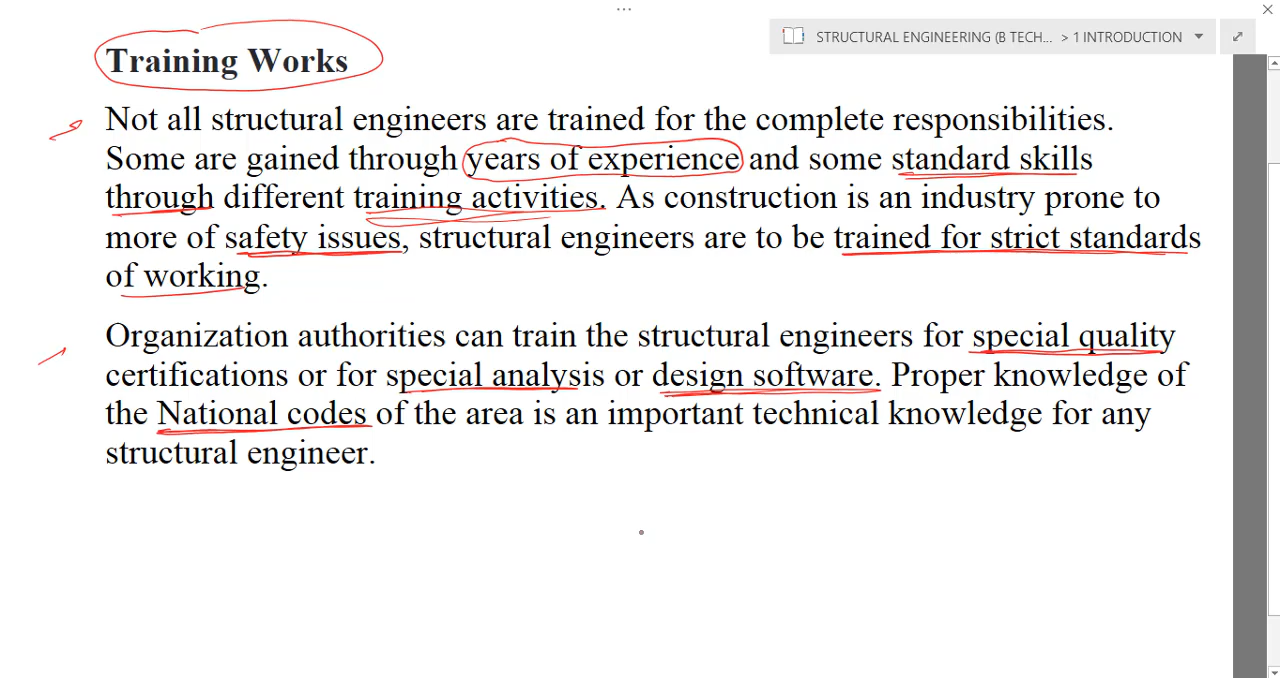 STRUCTURAL ENGINEERING (B TECH... > 1 INTRODUCTION
Training Works
Not all structural engineers are trained for the complete responsibilities.
Some are gained through years of experience and some standard skills
through different training activities. As construction is an industry prone to
more of safety issues, structural engineers are to be trained for strict standards
of working.
Organization authorities can train the structural engineers for special quality
certifications or for special analysis or design software. Proper knowledge of
the National codes of the area is an important technical knowledge for any
structural engineer.